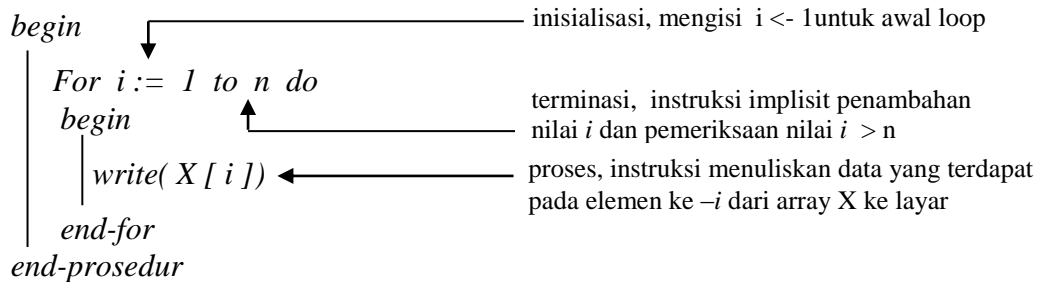 begin
inisialisasi, mengisi i <- 1untuk awal loop
For i := 1 to n do
begin
terminasi, instruksi implisit penambahan
nilai i dan pemeriksaan nilai i > n
write( X [ i ])
proses, instruksi menuliskan data yang terdapat
pada elemen ke –i dari array X ke layar
end-for
end-prosedur